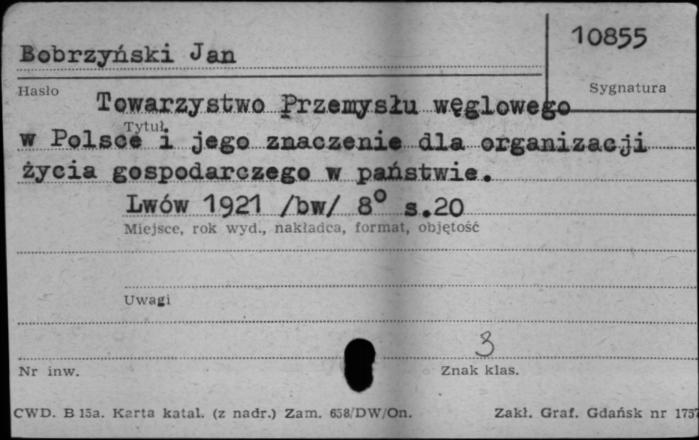 10855
Bobrzyński Jan
Hasło
Sygnatura
Towarzystwo Przemysłu węglowego
Tytuł
w Polsce i jego znaczenie dla organizacji
życia gospodarczego w państwie.
Lwów 1921 /bw/ 8° s.20
Miejsce, rok wyd., nakładca, format, objętość
Uwagi
3
Nr inw.
Znak klas.
CWD. B 15a. Karta katal. (z nadr.) Zam. 658/DW/On.
Zakł. Graf. Gdańsk nr 1757